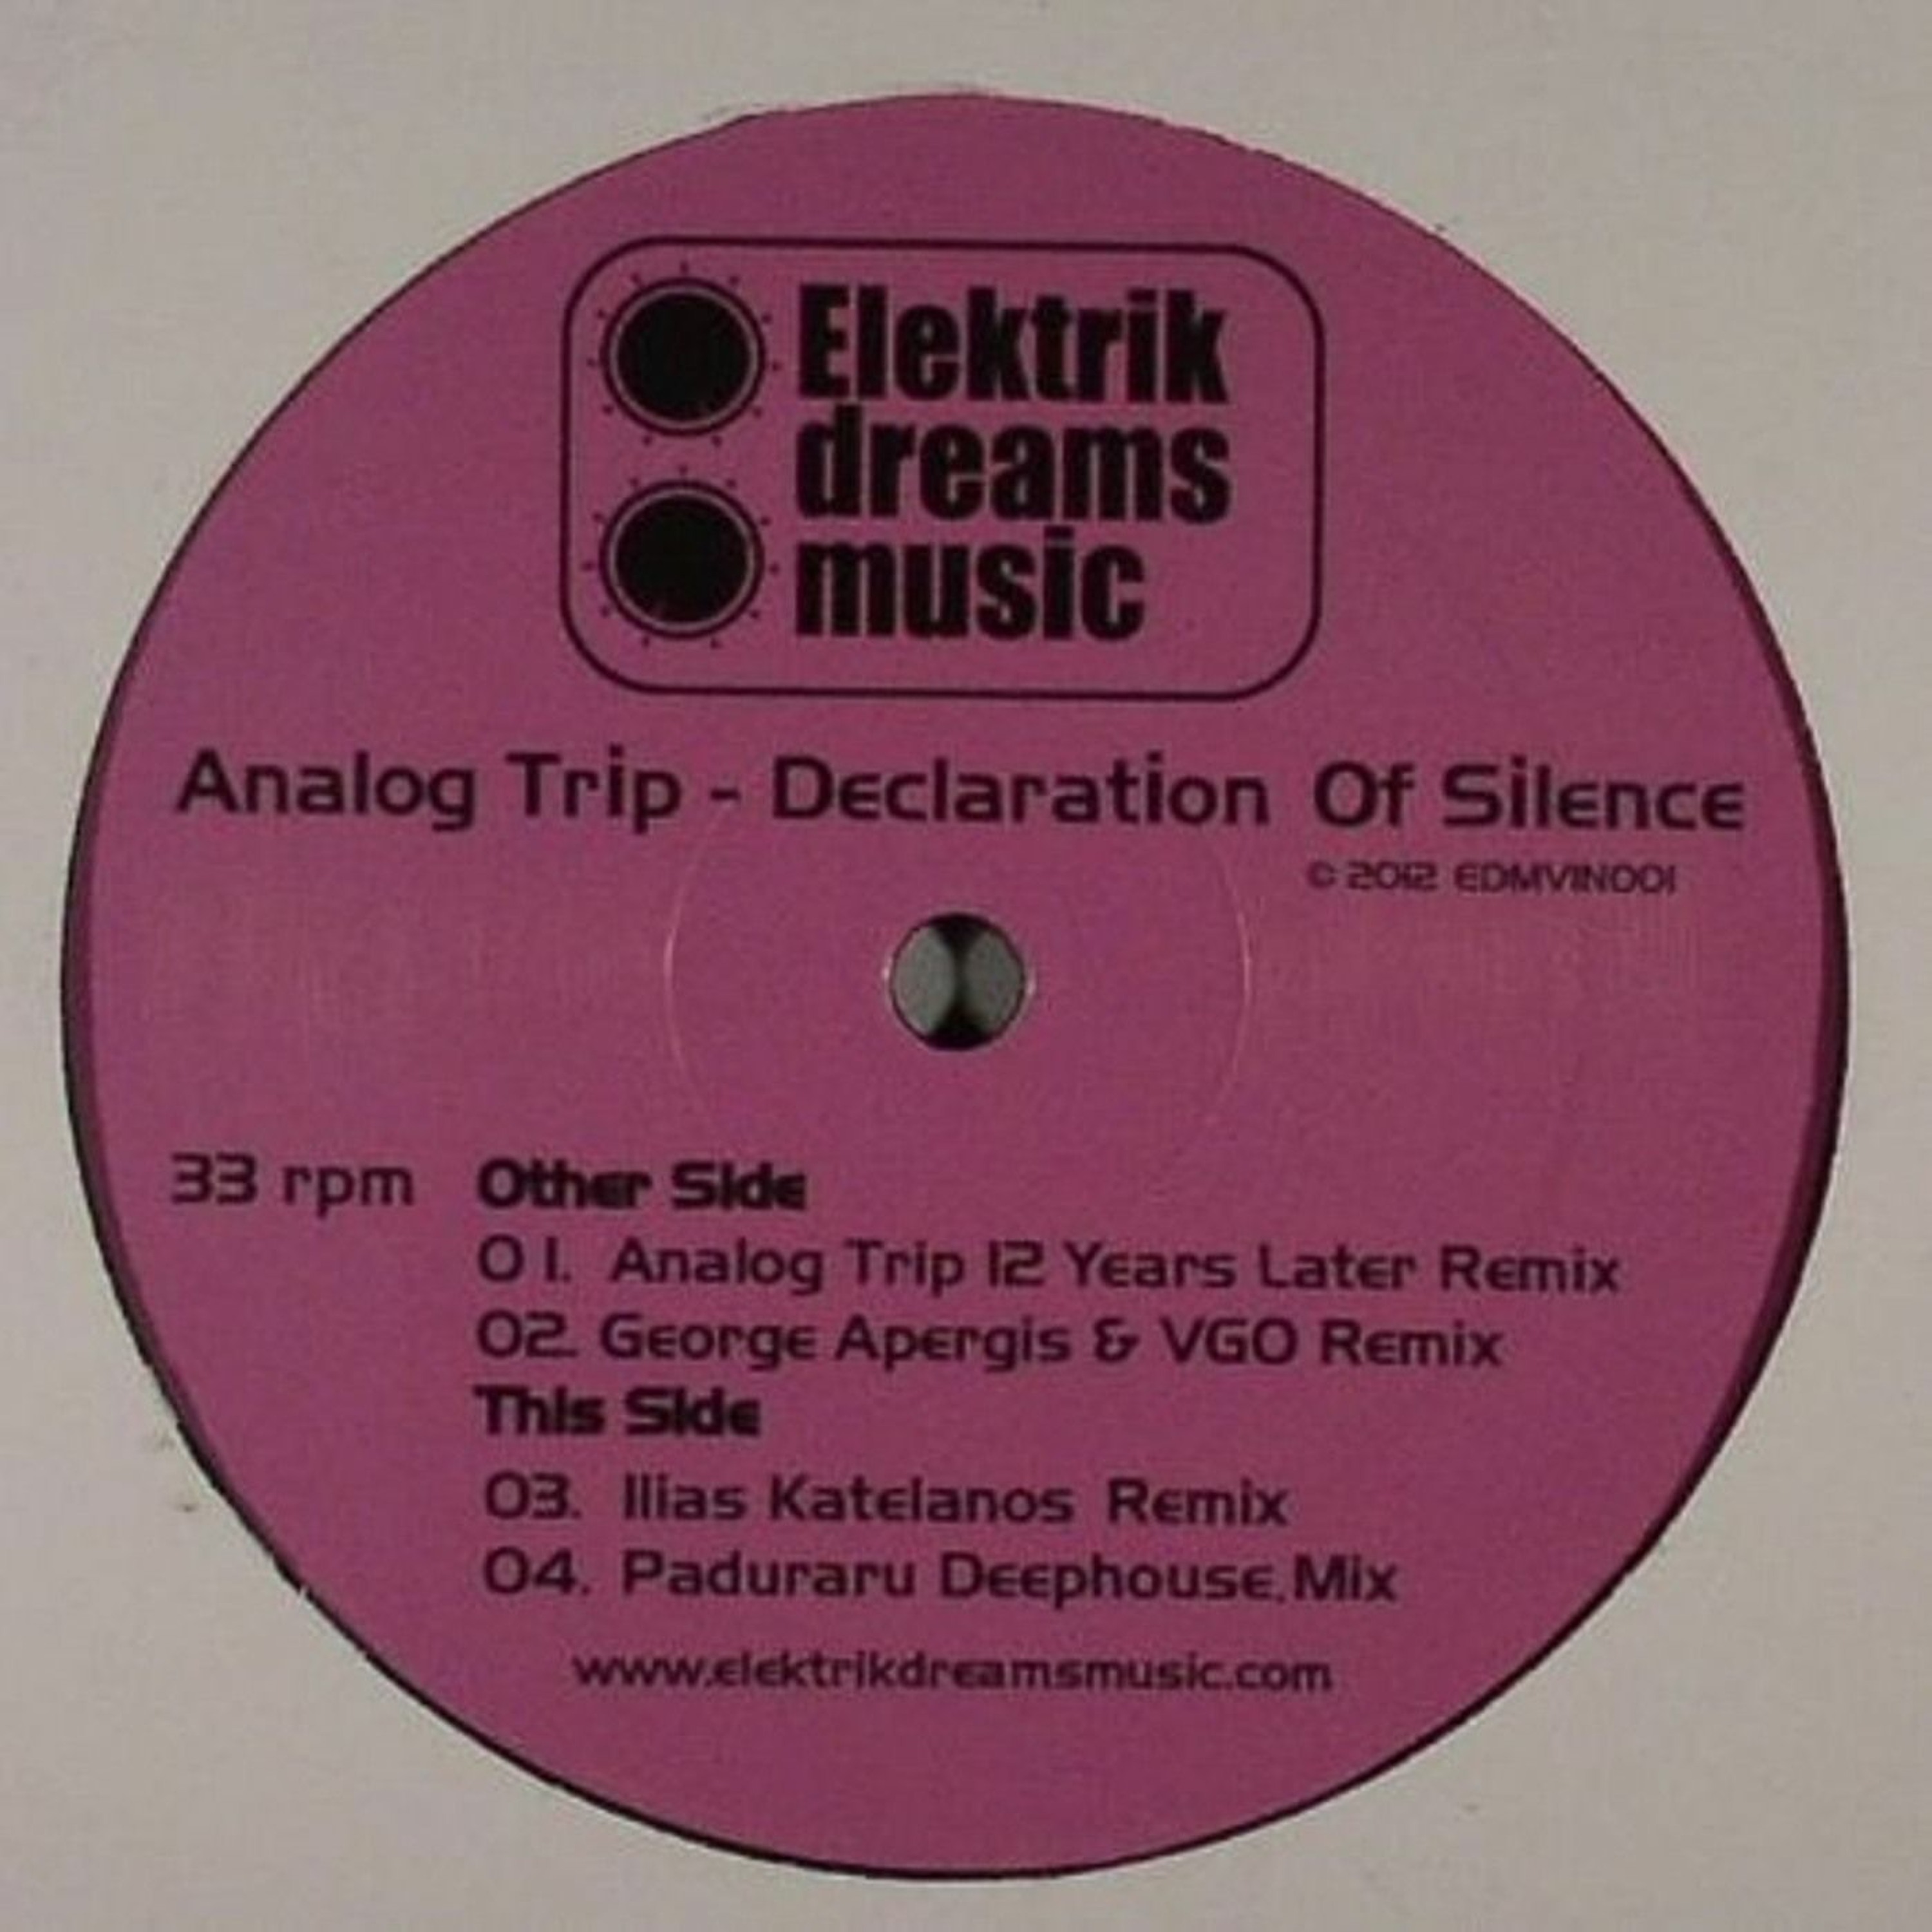 Elektrik
dreams
music
Analog Trip - Declaration Of Silence
© 2012 EDMVIN001
33 rpm
Other Side
01. Analog Trip 12 Years Later Remix
02. George Apergis & VGO Remix
This Side
03. Ilias Katelanos Remix
04. Paduraru Deephouse.Mix
www.elektrikdreamsmusic.com